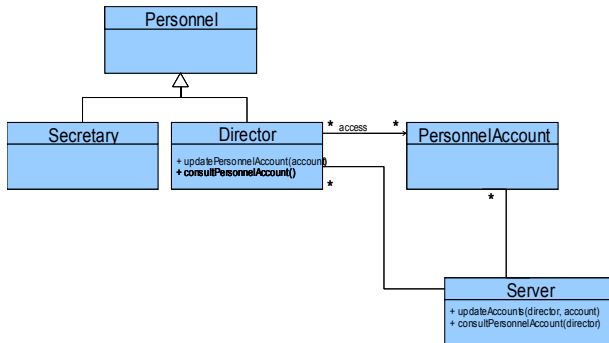 Personnel
Secretary
Director
+ updatePersonnelAccount(account)
+ consultPersonnelAccount()
* access *
PersonnelAccount
*
*
Server
+ updateAccounts(director, account)
+ consultPersonnelAccount(director)